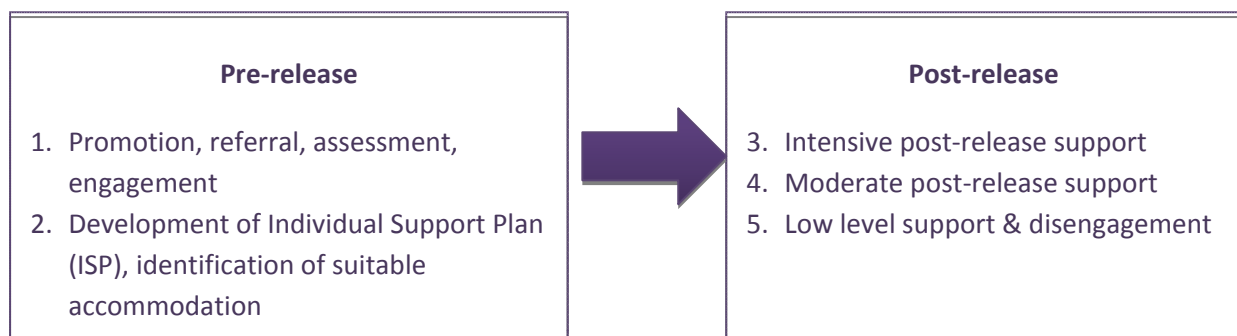 Pre-release
1. Promotion, referral, assessment,
engagement
2. Development of Individual Support Plan
(ISP), identification of suitable
accommodation
Post-release
3. Intensive post-release support
4. Moderate post-release support
5. Low level support & disengagement